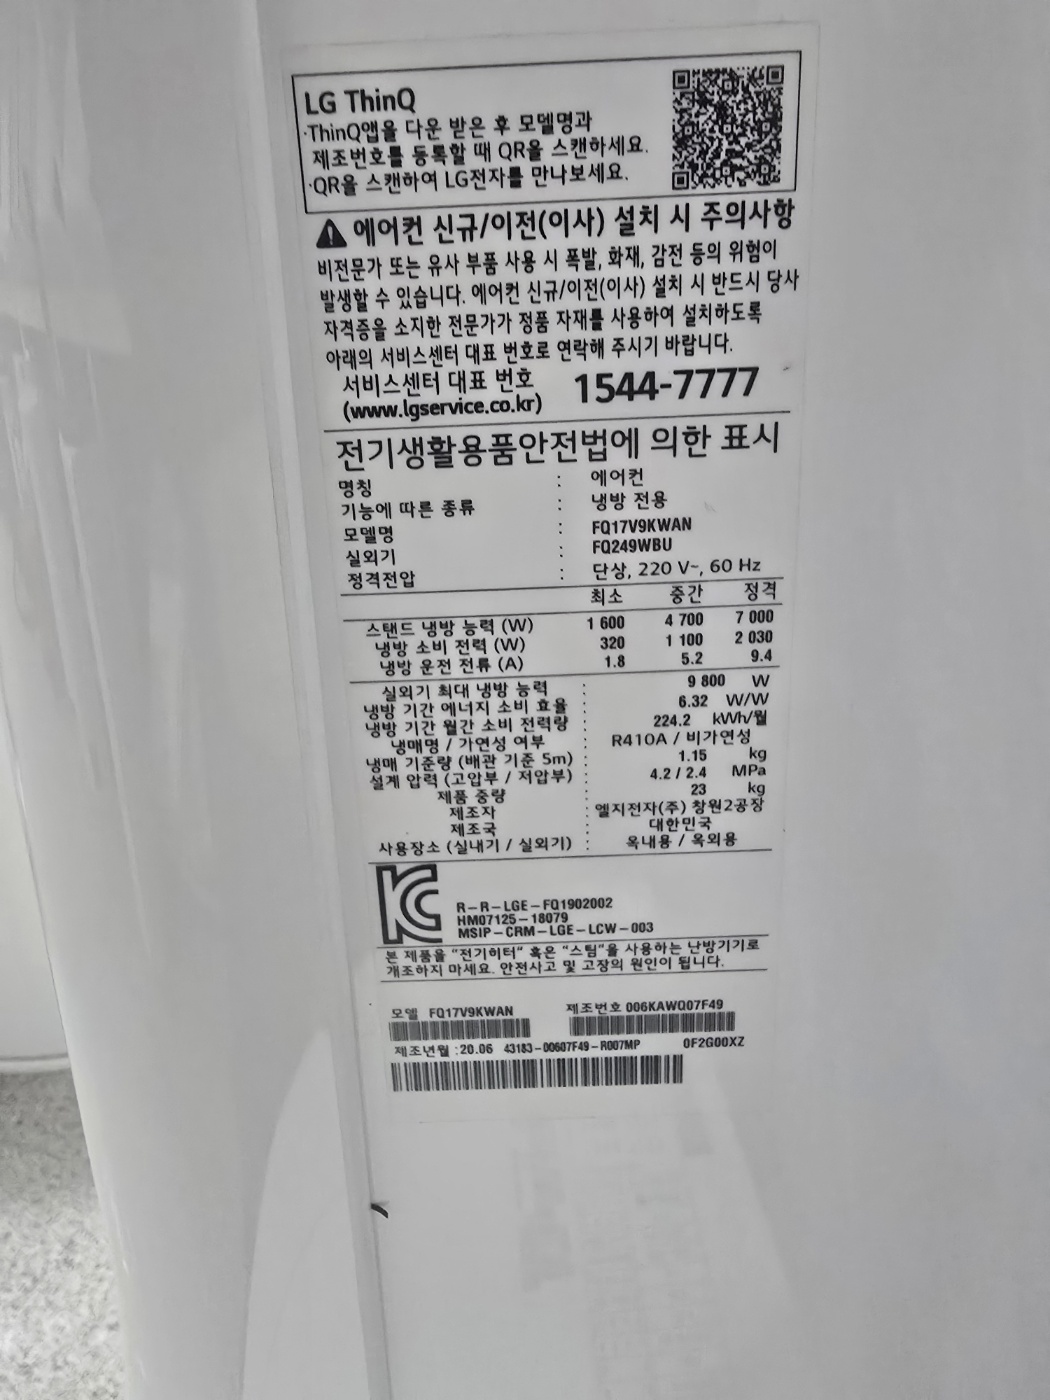 LG ThinQ
·ThinQ앱을 다운 받은 후 모델명과
제조번호를 등록할 때 QR을 스캔하세요.
·QR을 스캔하여 LG전자를 만나보세요.
에어컨 신규/이전(이사) 설치 시 주의사항
비전문가 또는 유사 부품 사용 시 폭발, 화재, 감전 등의 위험이
발생할 수 있습니다. 에어컨 신규/이전(이사) 설치 시 반드시 당사
자격증을 소지한 전문가가 정품 자재를 사용하여 설치하도록
아래의 서비스센터 대표 번호로 연락해 주시기 바랍니다.
서비스센터 대표 번호 1544-7777
(www.lgservice.co.kr)
전기생활용품안전법에 의한 표시
명칭 : 에어컨
기능에 따른 종류 : 냉방 전용
모델명 : FQ17V9KWAN
실외기 : FQ249WBU
정격전압 : 단상, 220 V~, 60 Hz
최소 중간 정격
스탠드 냉방 능력 (W) 1 600 4 700 7 000
냉방 소비 전력 (W) 320 1 100 2 030
냉방 운전 전류 (A) 1.8 5.2 9.4
실외기 최대 냉방 능력 : 9 800 W
냉방 기간 에너지 소비 효율 : 6.32 W/W
냉방 기간 월간 소비 전력량 : 224.2 kWh/월
냉매명 / 가연성 여부 : R410A / 비가연성
냉매 기준량 (배관 기준 5m) : 1.15 kg
설계 압력 (고압부 / 저압부) : 4.2 / 2.4 MPa
제품 중량 : 23 kg
제조자 : 엘지전자(주) 창원2공장
제조국 : 대한민국
사용장소 (실내기 / 실외기) : 옥내용 / 옥외용
R-R-LGE-FQ1902002
HM07125-18079
MSIP-CRM-LGE-LCW-003
본 제품을 "전기히터" 혹은 "스팀"을 사용하는 난방기기로
개조하지 마세요. 안전사고 및 고장의 원인이 됩니다.
모델 FQ17V9KWAN 제조번호 006KAWQ07F49
제조년월 :20.06 43183-00607F49-R007MP 0F2G00XZ